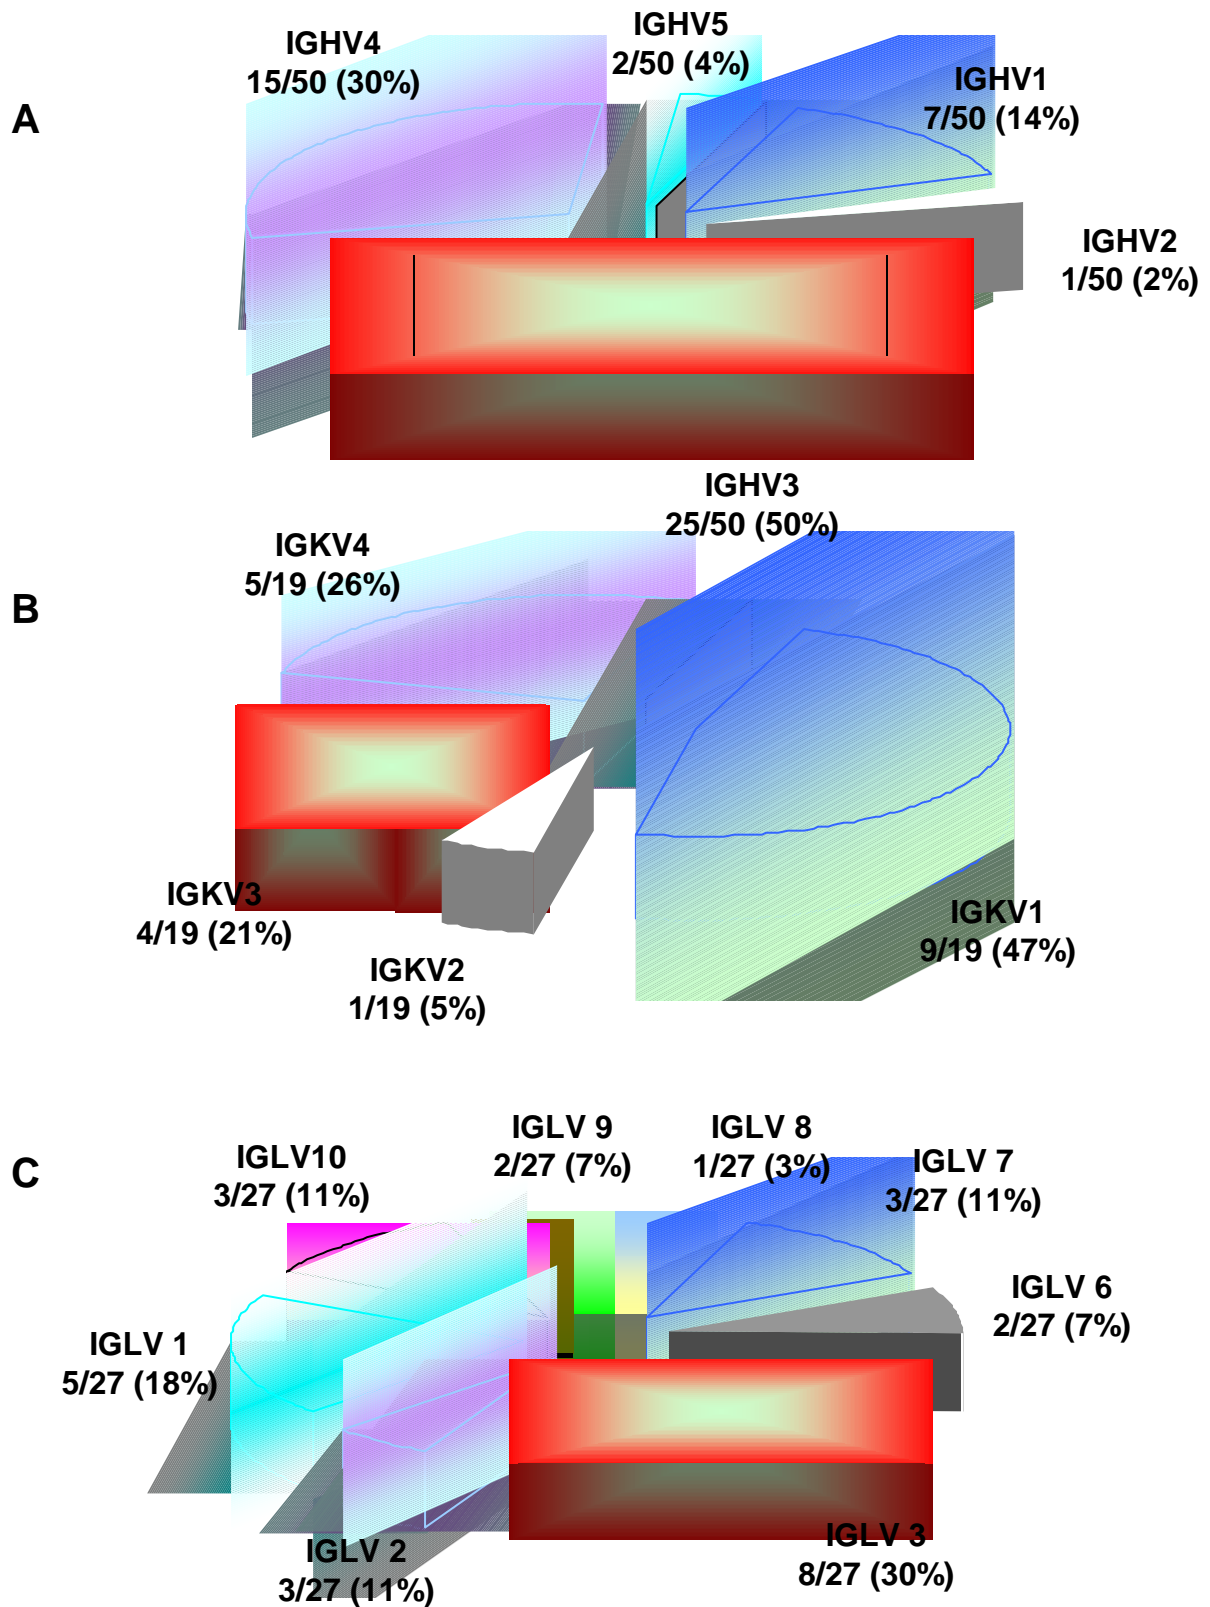 A
IGHV4
15/50 (30%)
IGHV5
2/50 (4%)
IGHV1
7/50 (14%)
IGHV2
1/50 (2%)
IGHV3
25/50 (50%)
B
IGKV4
5/19 (26%)
IGKV3
4/19 (21%)
IGKV2
1/19 (5%)
IGKV1
9/19 (47%)
C
IGLV10
3/27 (11%)
IGLV 9
2/27 (7%)
IGLV 8
1/27 (3%)
IGLV 7
3/27 (11%)
IGLV 6
2/27 (7%)
IGLV 1
5/27 (18%)
IGLV 2
3/27 (11%)
IGLV 3
8/27 (30%)